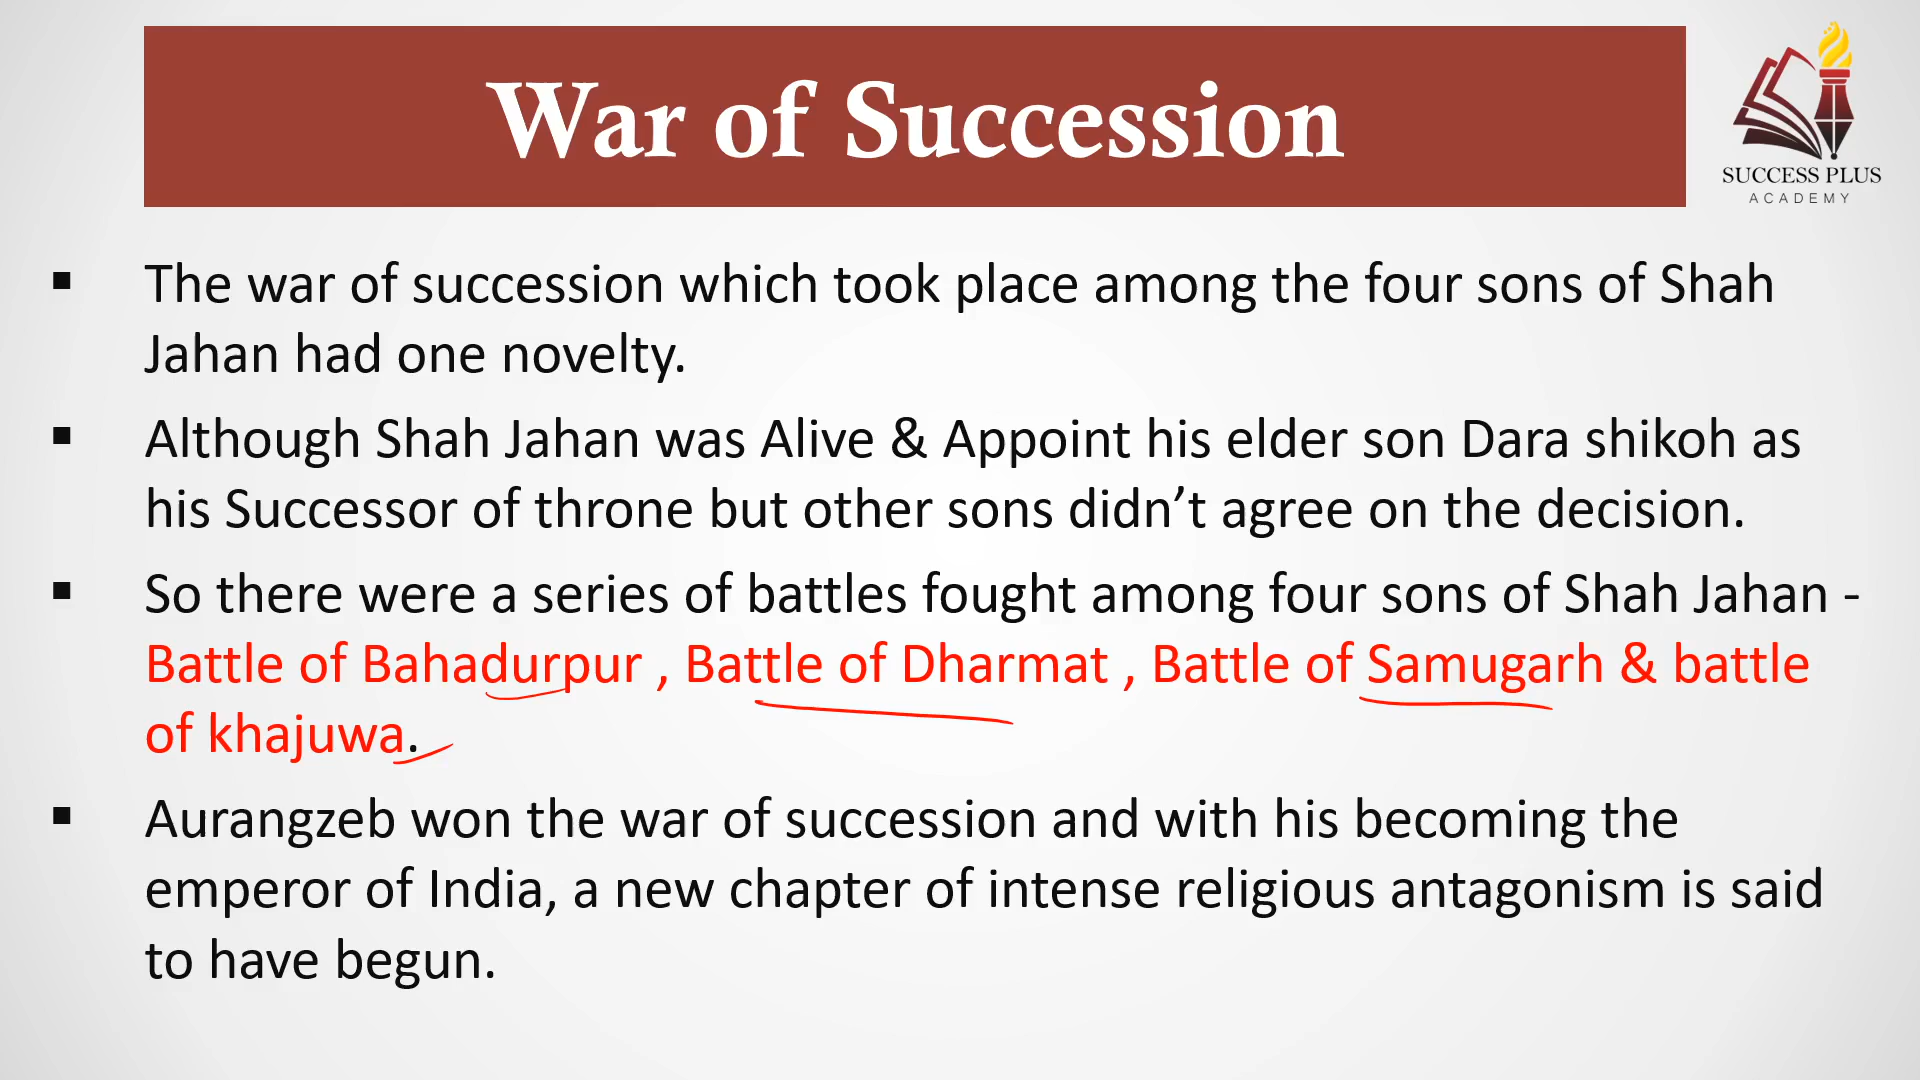 War of Succession
SUCCESS PLUS
ACADEMY
▪ The war of succession which took place among the four sons of Shah
Jahan had one novelty.
▪ Although Shah Jahan was Alive & Appoint his elder son Dara shikoh as
his Successor of throne but other sons didn’t agree on the decision.
▪ So there were a series of battles fought among four sons of Shah Jahan -
Battle of Bahadurpur , Battle of Dharmat , Battle of Samugarh & battle
of khajuwa.
▪ Aurangzeb won the war of succession and with his becoming the
emperor of India, a new chapter of intense religious antagonism is said
to have begun.